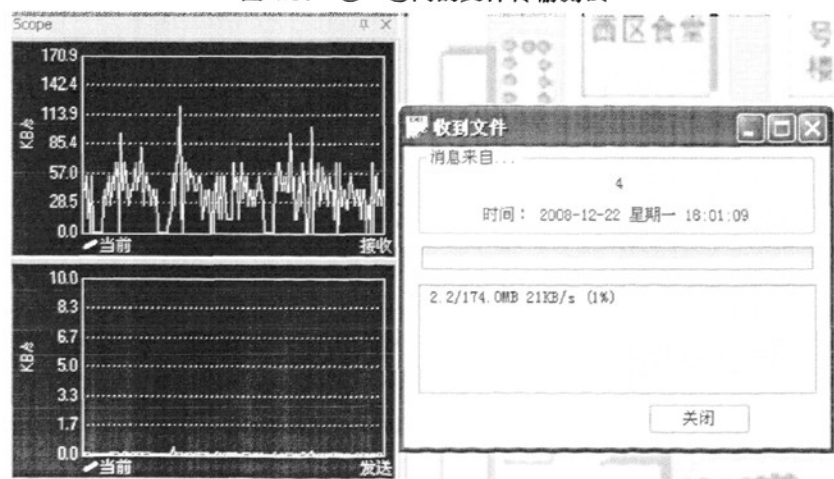 Scope
170.9
142.4
113.9
85.4
57.0
28.5
0.0
KB/s
当前
接收
10.0
8.3
6.7
5.0
3.3
1.7
0.0
KB/s
当前
发送
西区食堂
号
楼
收到文件
消息来自...
4
时间： 2008-12-22 星期一 16:01:09
2.2/174.0MB 21KB/s (1%)
关闭